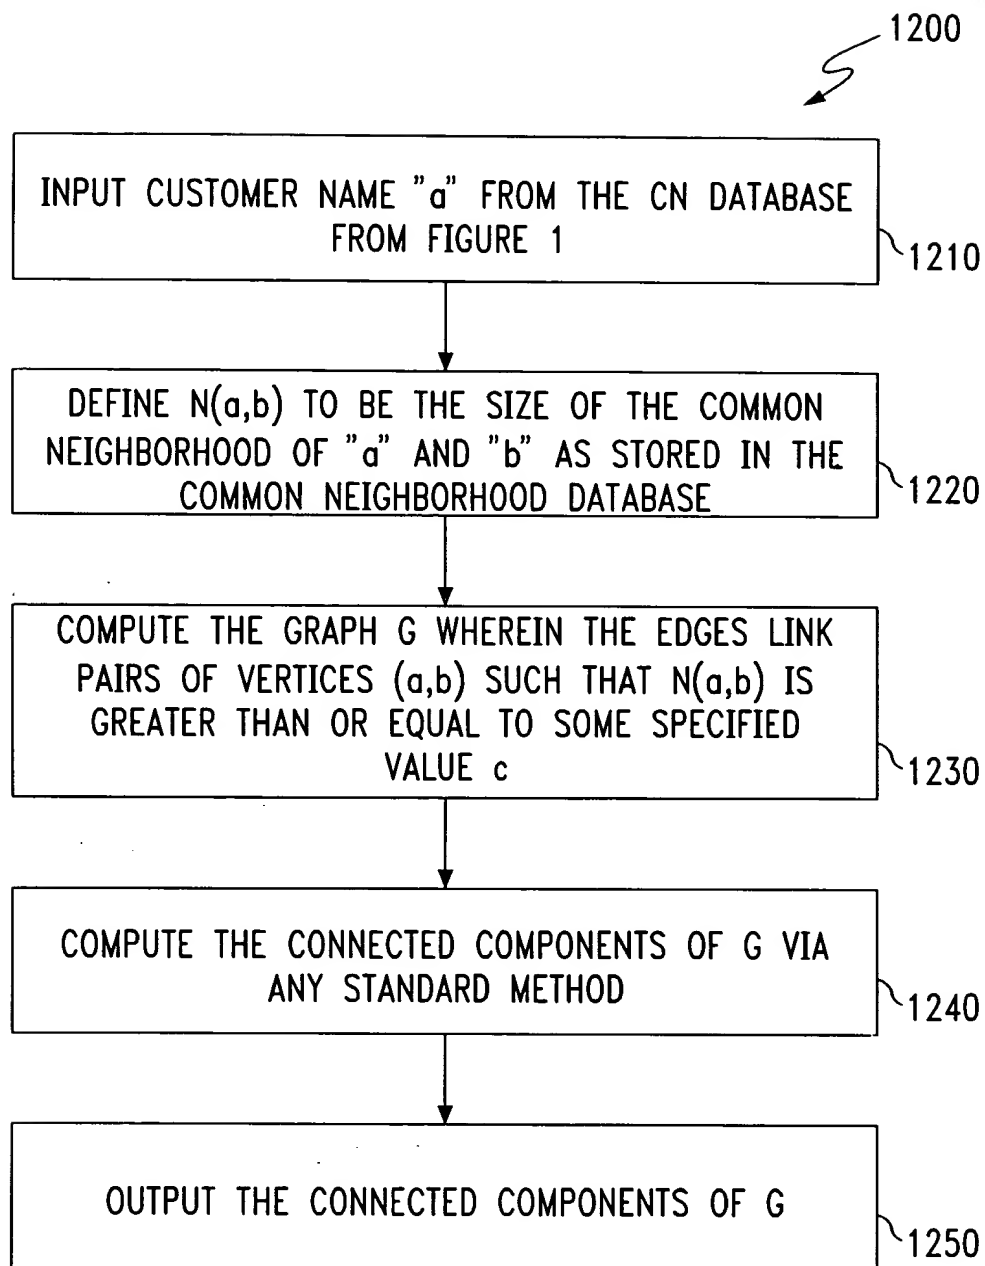 1200
INPUT CUSTOMER NAME "a" FROM THE CN DATABASE
FROM FIGURE 1
1210
DEFINE N(a,b) TO BE THE SIZE OF THE COMMON
NEIGHBORHOOD OF "a" AND "b" AS STORED IN THE
COMMON NEIGHBORHOOD DATABASE
1220
COMPUTE THE GRAPH G WHEREIN THE EDGES LINK
PAIRS OF VERTICES (a,b) SUCH THAT N(a,b) IS
GREATER THAN OR EQUAL TO SOME SPECIFIED
VALUE c
1230
COMPUTE THE CONNECTED COMPONENTS OF G VIA
ANY STANDARD METHOD
1240
OUTPUT THE CONNECTED COMPONENTS OF G
1250